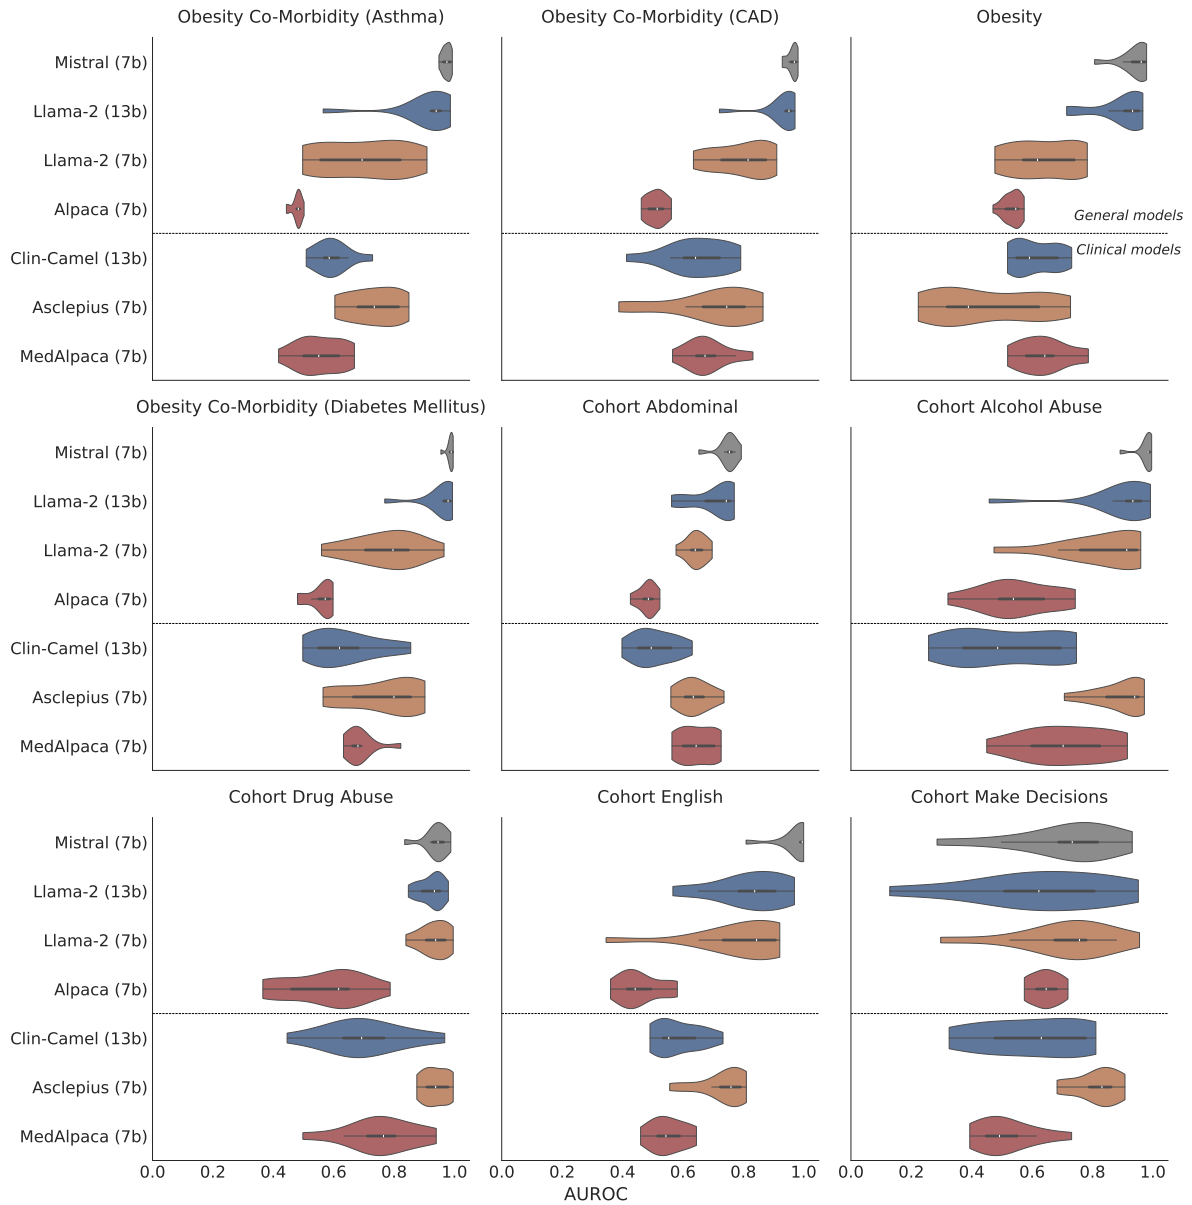 Obesity Co-Morbidity (Asthma)
Obesity Co-Morbidity (CAD)
Obesity
Mistral (7b)
Llama-2 (13b)
Llama-2 (7b)
Alpaca (7b)
General models
Clinical models
Clin-Camel (13b)
Asclepius (7b)
MedAlpaca (7b)
Obesity Co-Morbidity (Diabetes Mellitus)
Cohort Abdominal
Cohort Alcohol Abuse
Mistral (7b)
Llama-2 (13b)
Llama-2 (7b)
Alpaca (7b)
Clin-Camel (13b)
Asclepius (7b)
MedAlpaca (7b)
Cohort Drug Abuse
Cohort English
Cohort Make Decisions
Mistral (7b)
Llama-2 (13b)
Llama-2 (7b)
Alpaca (7b)
Clin-Camel (13b)
Asclepius (7b)
MedAlpaca (7b)
0.0 0.2 0.4 0.6 0.8 1.0
0.0 0.2 0.4 0.6 0.8 1.0
0.0 0.2 0.4 0.6 0.8 1.0
AUROC